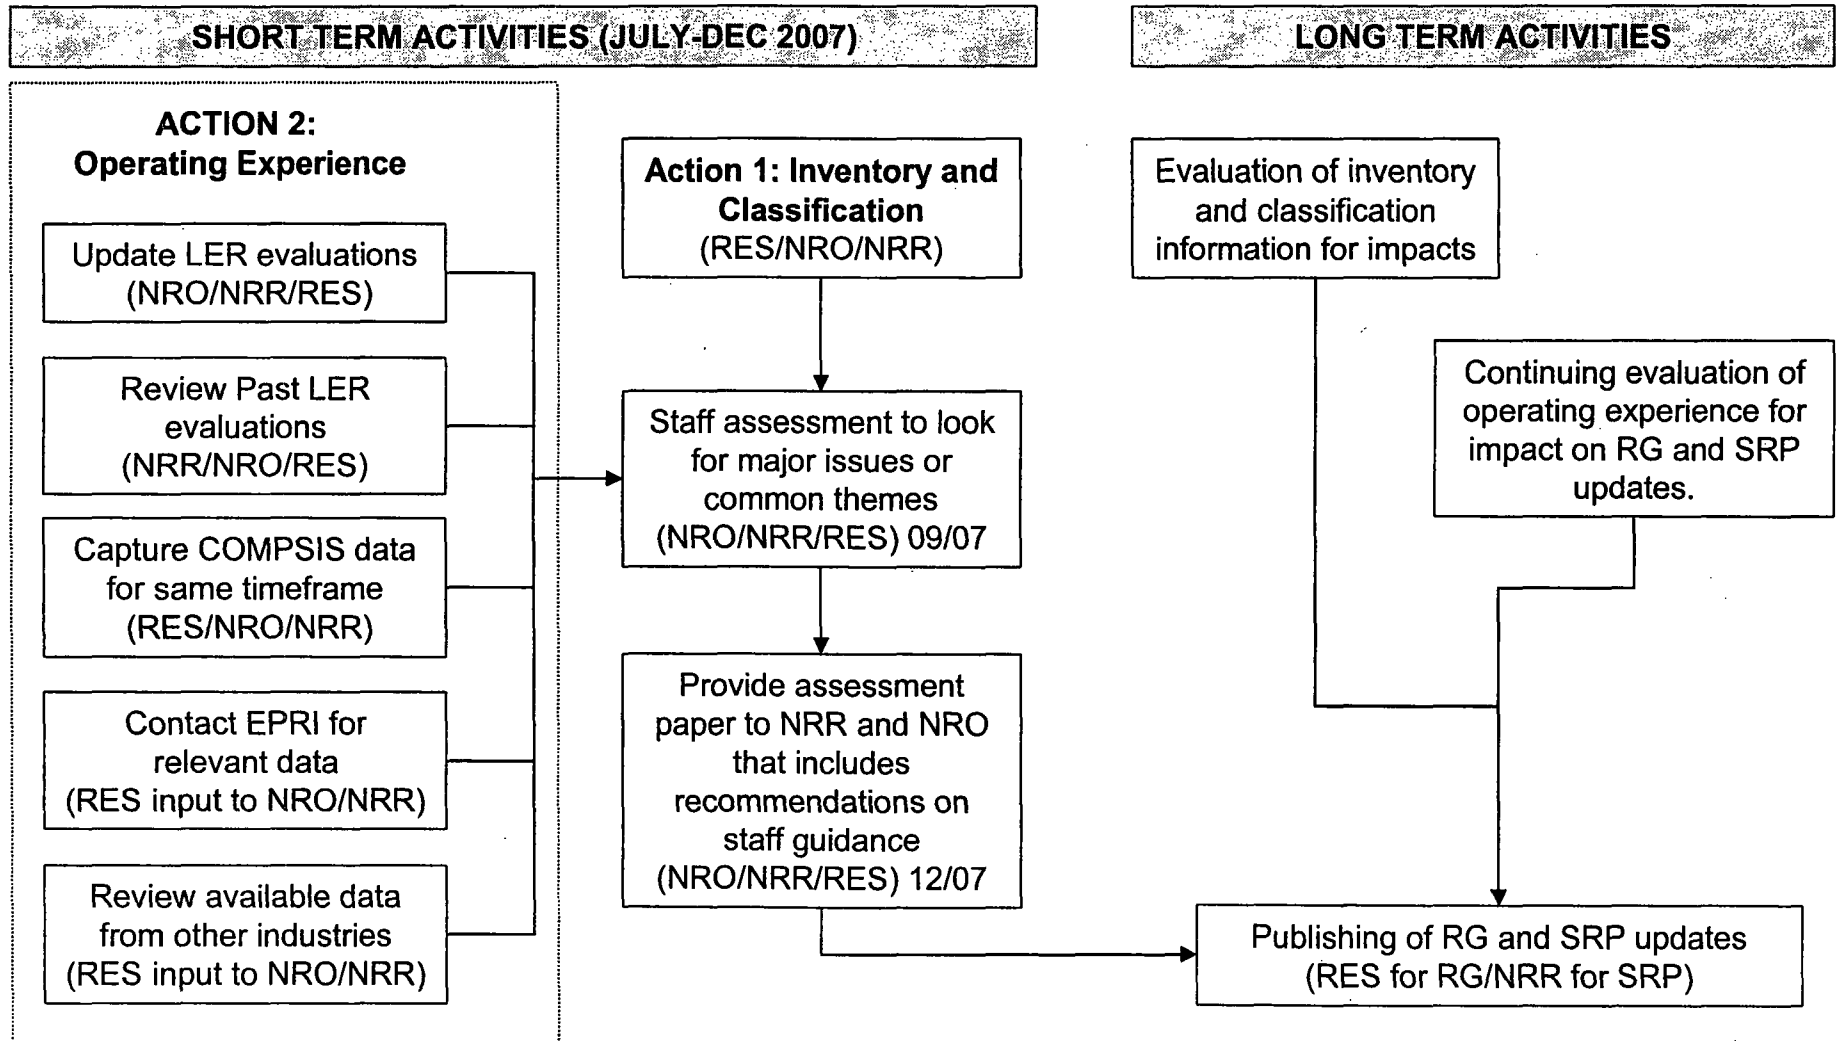 SHORT TERM ACTIVITIES (JULY-DEC 2007)
LONG TERM ACTIVITIES
ACTION 2:
Operating Experience
Update LER evaluations
(NRO/NRR/RES)
Review Past LER
evaluations
(NRR/NRO/RES)
Capture COMPSIS data
for same timeframe
(RES/NRO/NRR)
Contact EPRI for
relevant data
(RES input to NRO/NRR)
Review available data
from other industries
(RES input to NRO/NRR)
Action 1: Inventory and
Classification
(RES/NRO/NRR)
Staff assessment to look
for major issues or
common themes
(NRO/NRR/RES) 09/07
Provide assessment
paper to NRR and NRO
that includes
recommendations on
staff guidance
(NRO/NRR/RES) 12/07
Evaluation of inventory
and classification
information for impacts
Continuing evaluation of
operating experience for
impact on RG and SRP
updates.
Publishing of RG and SRP updates
(RES for RG/NRR for SRP)